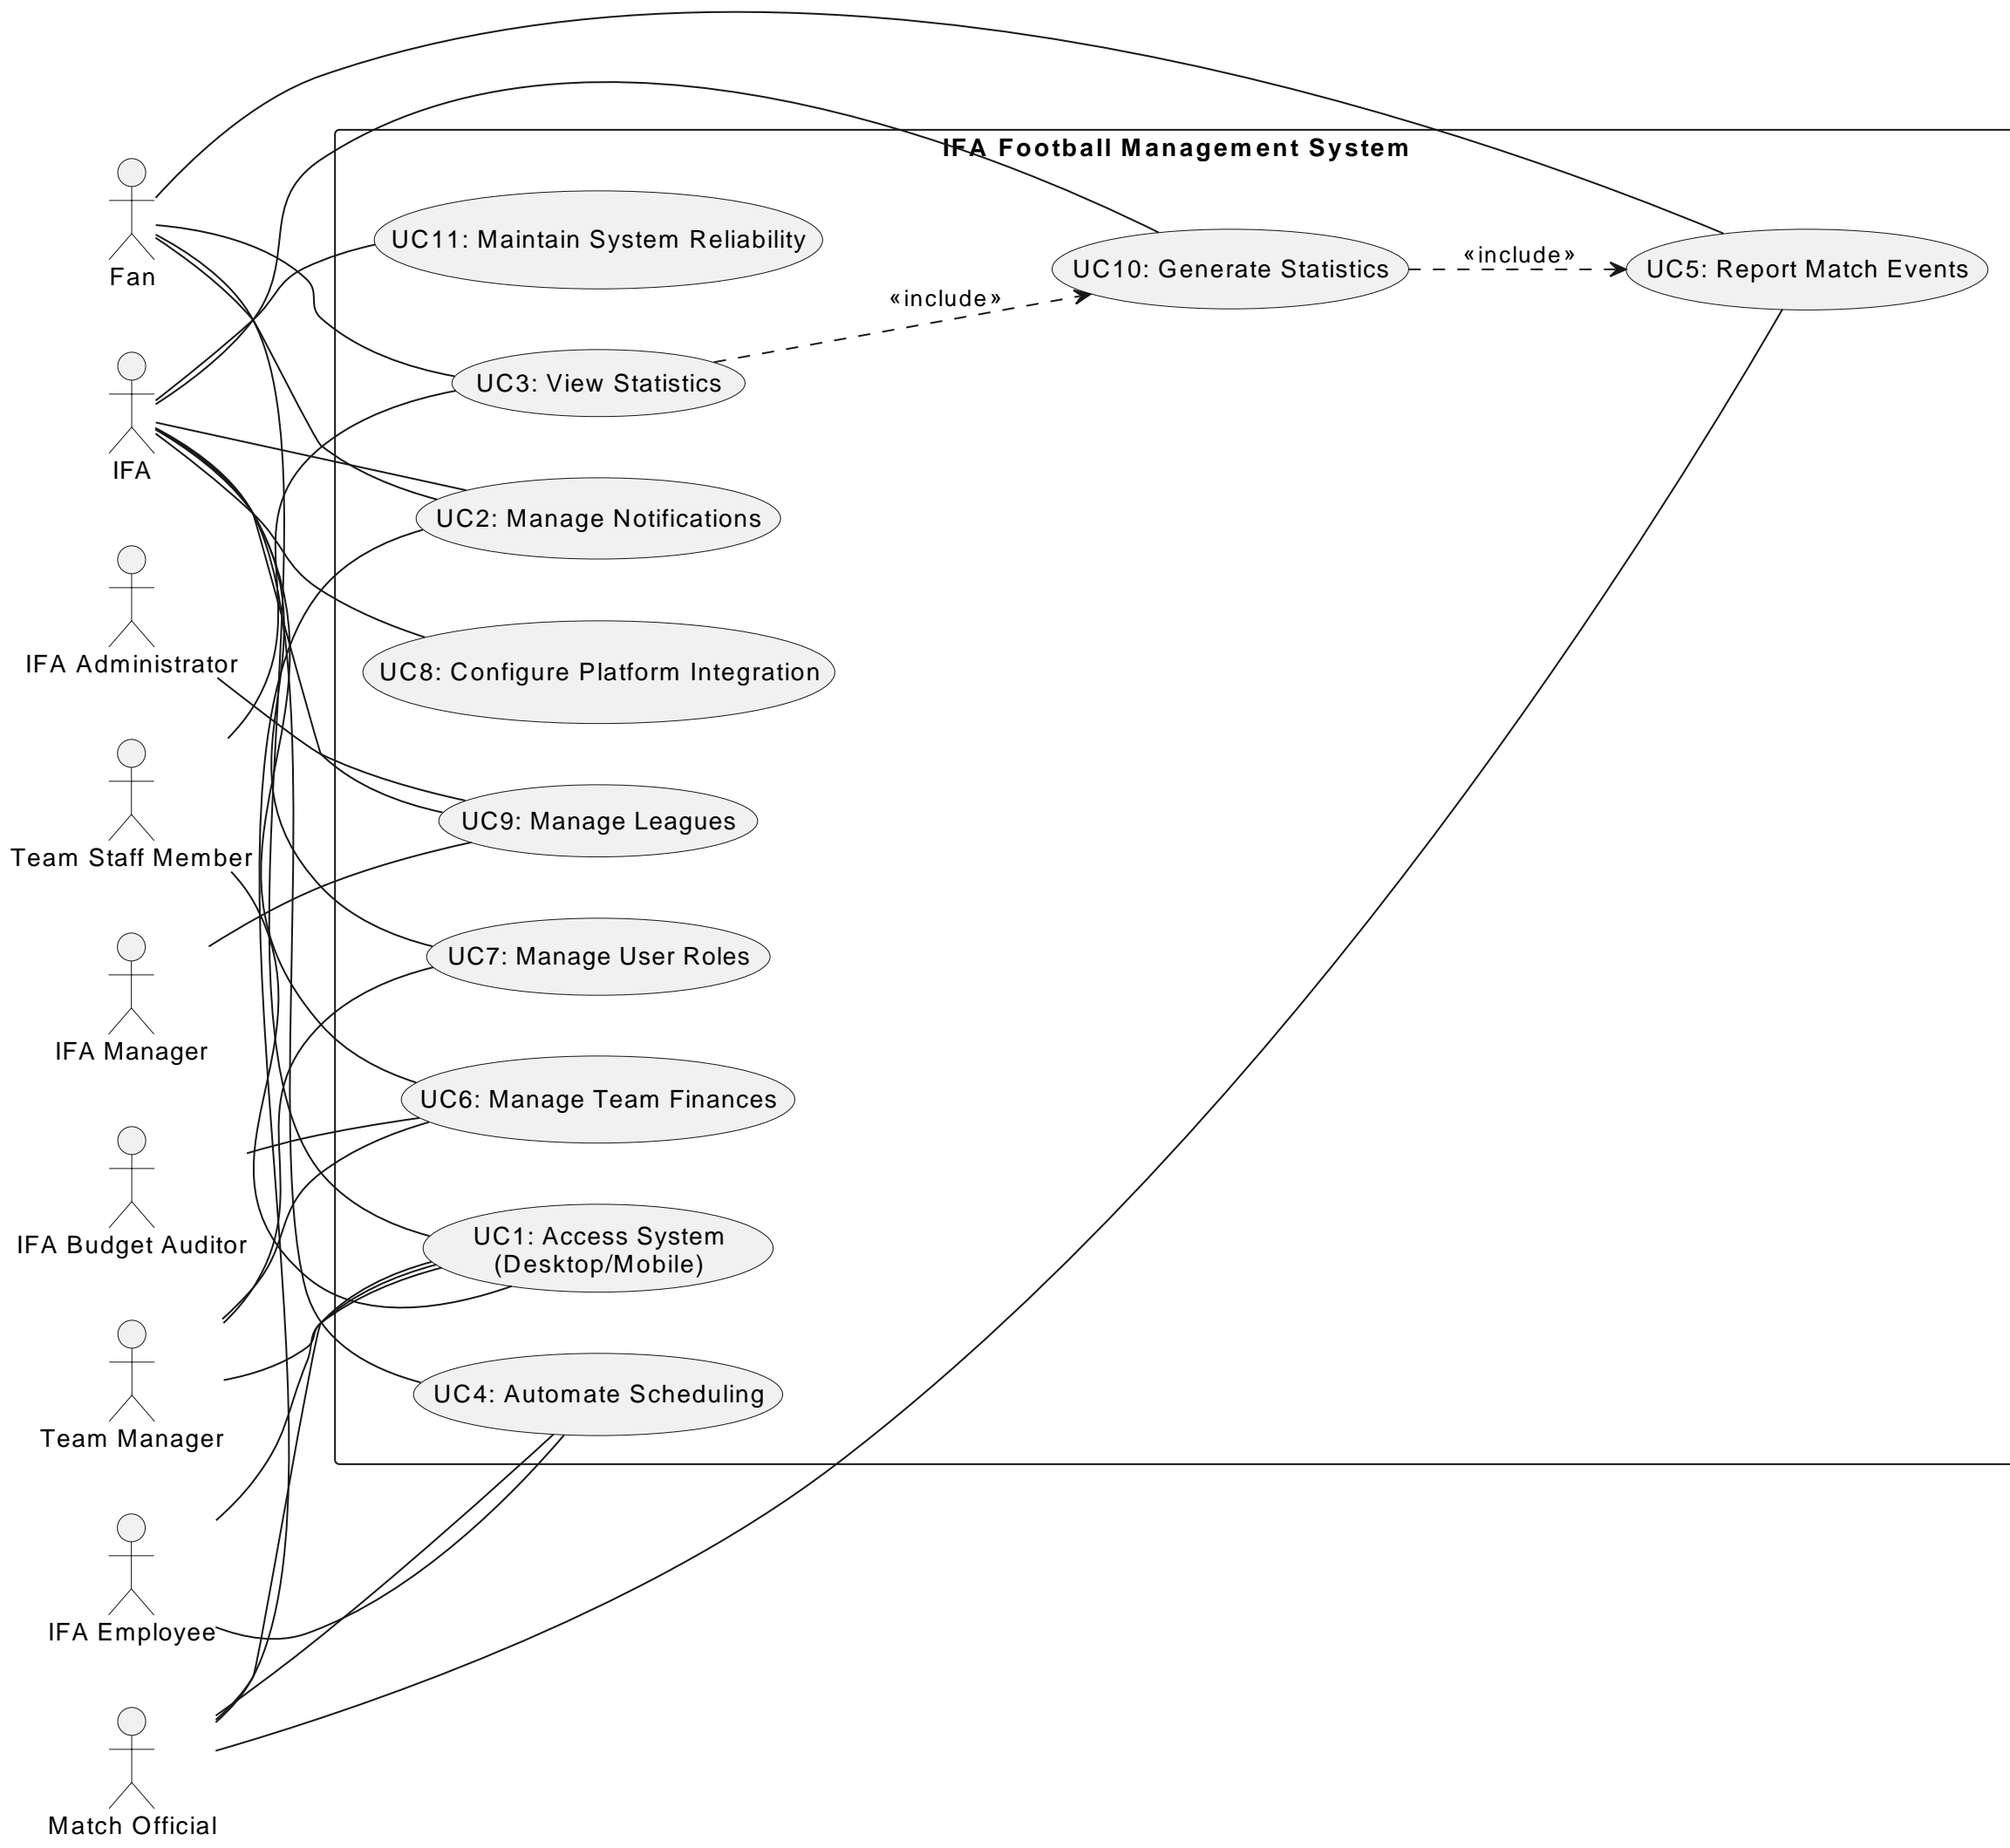 IFA Football Management System
Fan
UC11: Maintain System Reliability
UC10: Generate Statistics
«include»
UC5: Report Match Events
«include»
UC3: View Statistics
IFA
UC2: Manage Notifications
IFA Administrator
UC8: Configure Platform Integration
Team Staff Member
UC9: Manage Leagues
IFA Manager
UC7: Manage User Roles
UC6: Manage Team Finances
IFA Budget Auditor
UC1: Access System
(Desktop/Mobile)
Team Manager
UC4: Automate Scheduling
IFA Employee
Match Official